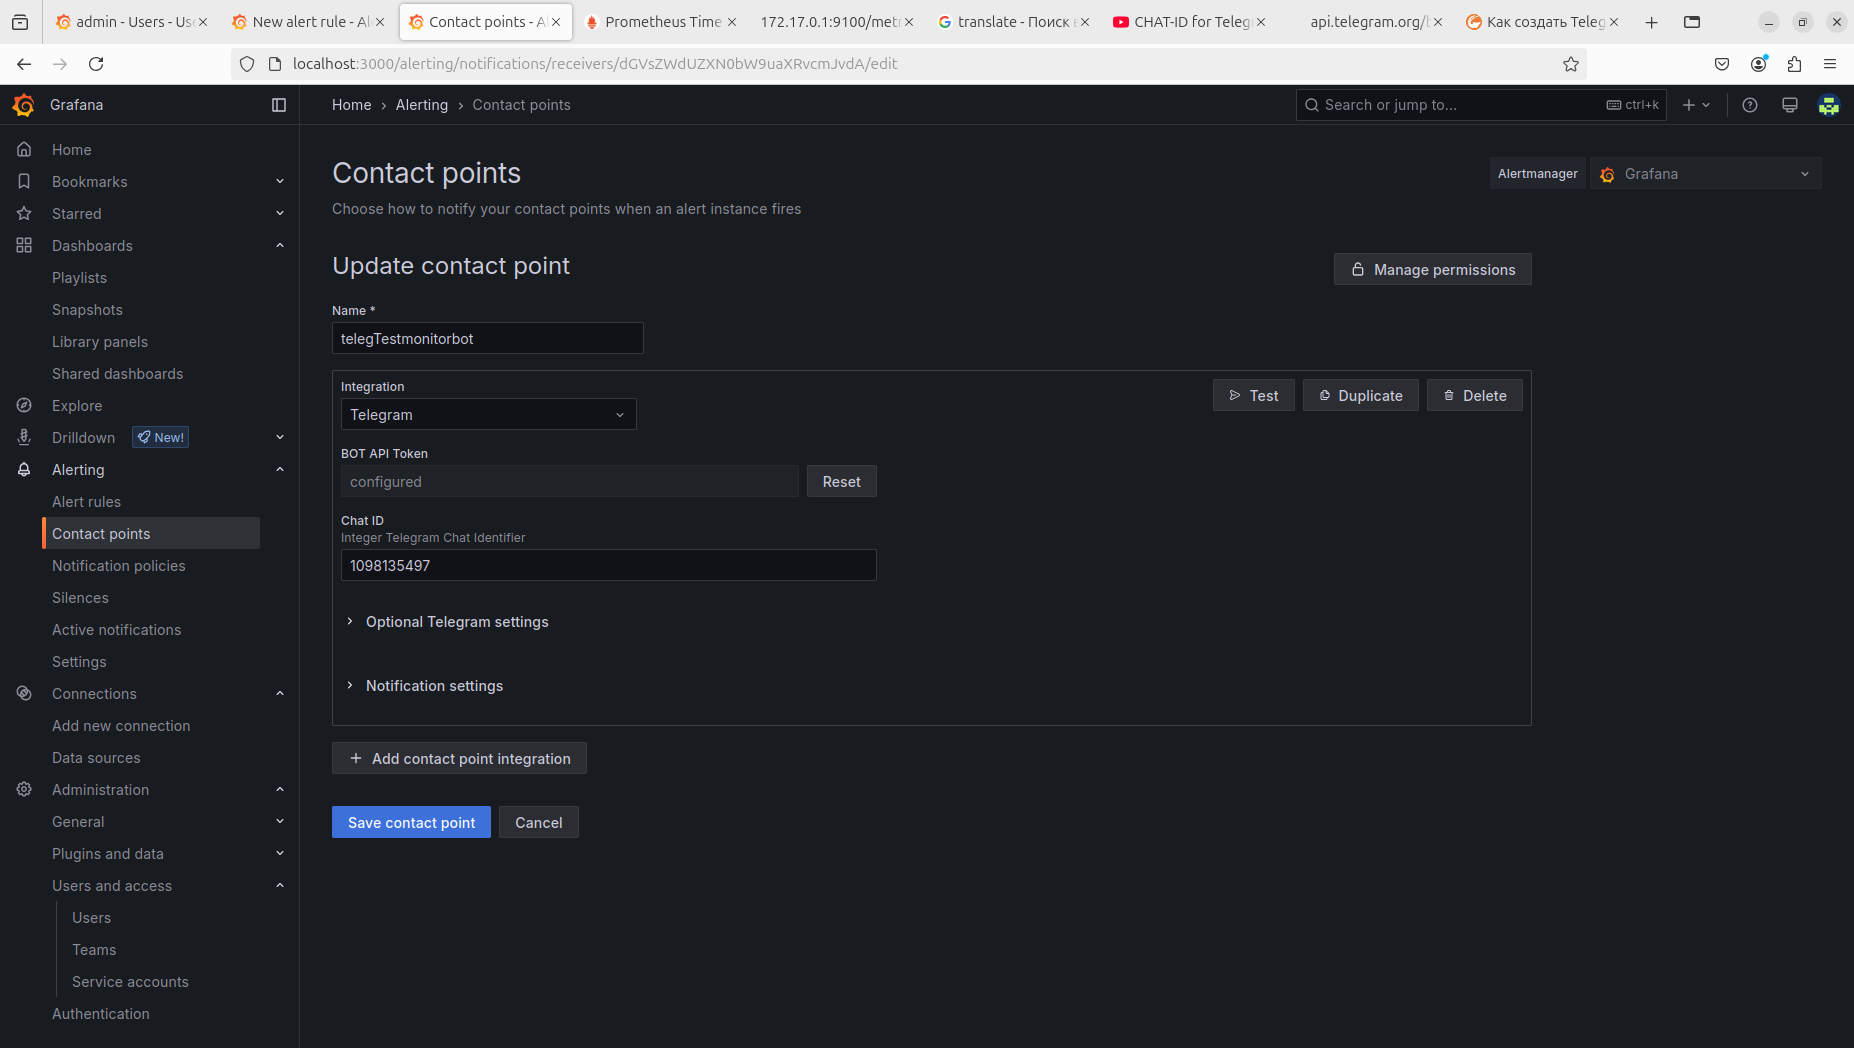 admin - Users - Us
New alert rule - Al
Contact points - A
Prometheus Time
172.17.0.1:9100/metr
translate - Поиск
CHAT-ID for Teleg
api.telegram.org/
Как создать Teleg
localhost:3000/alerting/notifications/receivers/dGVsZWdUZXN0bW9uaXRvcmJvdA/edit
Grafana
Home › Alerting › Contact points
Search or jump to...
ctrl+k
Home
Bookmarks
Starred
Dashboards
Playlists
Snapshots
Library panels
Shared dashboards
Explore
Drilldown New!
Alerting
Alert rules
Contact points
Notification policies
Silences
Active notifications
Settings
Connections
Add new connection
Data sources
Administration
General
Plugins and data
Users and access
Users
Teams
Service accounts
Authentication
Contact points
Alertmanager Grafana
Choose how to notify your contact points when an alert instance fires
Update contact point
Manage permissions
Name *
telegTestmonitorbot
Integration
Telegram
Test Duplicate Delete
BOT API Token
configured
Reset
Chat ID
Integer Telegram Chat Identifier
1098135497
Optional Telegram settings
Notification settings
Add contact point integration
Save contact point Cancel